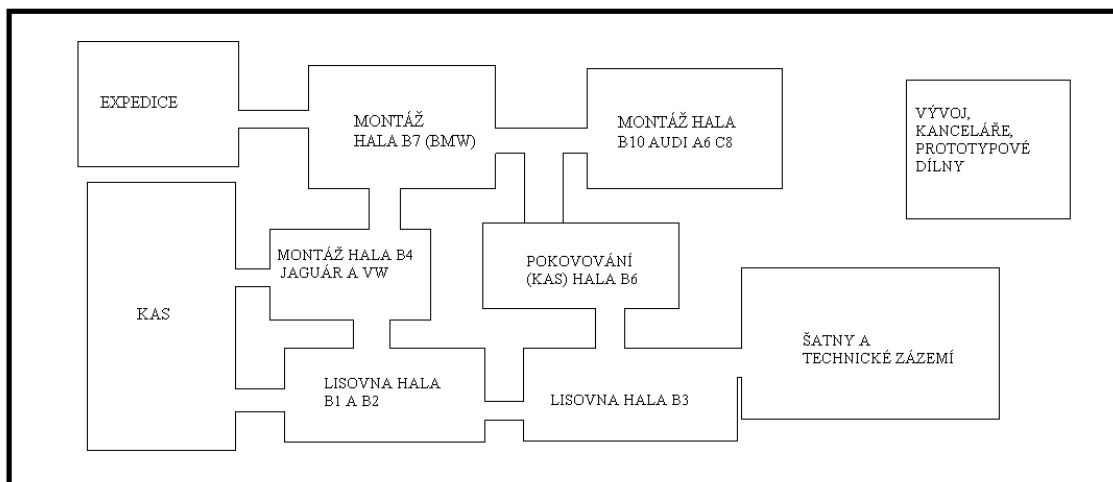 EXPEDICE
MONTÁŽ
HALA B7 (BMW)
MONTÁŽ HALA
B10 AUDI A6 C8
VÝVOJ,
KANCELÁŘE,
PROTOTYPOVÉ
DÍLNY
MONTÁŽ HALA B4
JAGUÁR A VW
POKOVOVÁNÍ
(KAS) HALA B6
KAS
ŠATNY A
TECHNICKÉ ZÁZEMÍ
LISOVNA HALA
B1 A B2
LISOVNA HALA B3